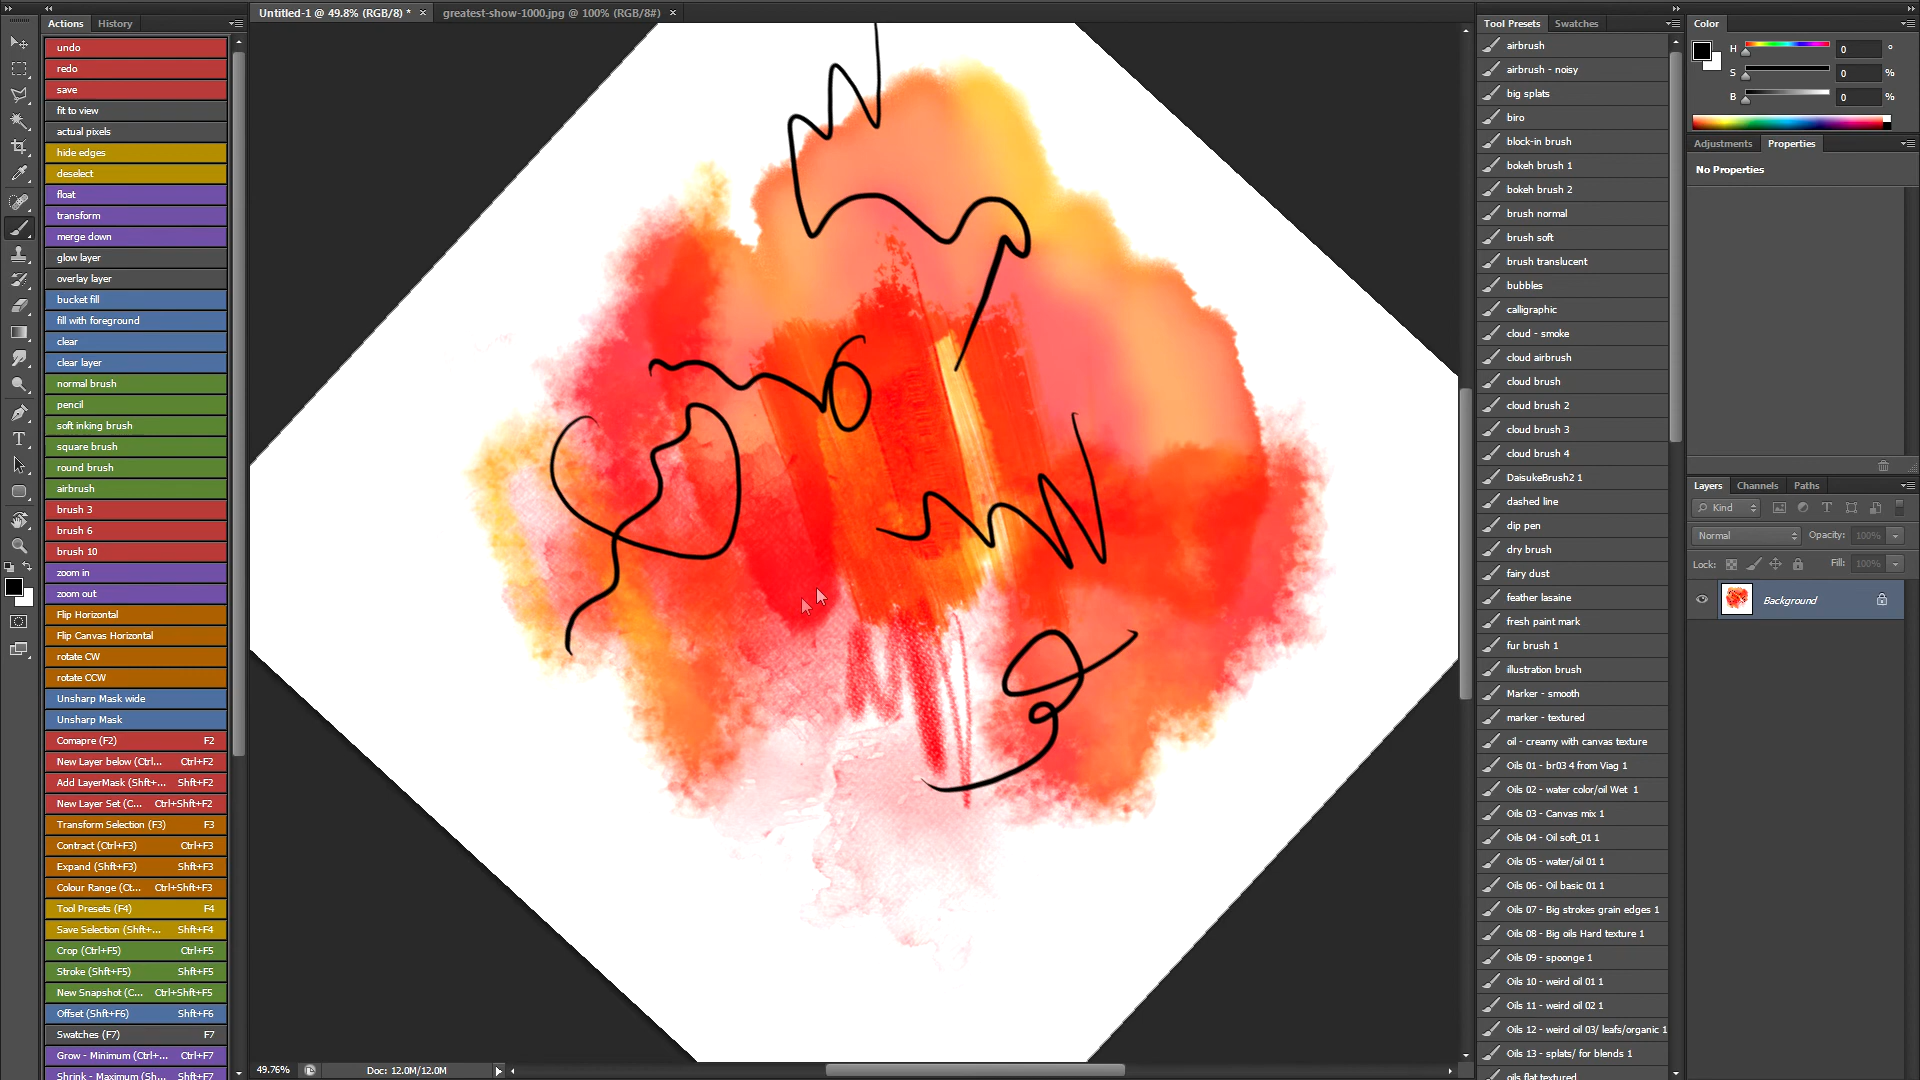 Untitled-1 @ 49.8% (RGB/8) *
greatest-show-1000.jpg @ 100% (RGB/8#)
Actions
History
undo
redo
save
fit to view
actual pixels
hide edges
deselect
float
transform
merge down
glow layer
overlay layer
bucket fill
fill with foreground
clear
clear layer
normal brush
pencil
soft inking brush
square brush
round brush
airbrush
brush 3
brush 6
brush 10
zoom in
zoom out
Flip Horizontal
Flip Canvas Horizontal
rotate CW
rotate CCW
Unsharp Mask wide
Unsharp Mask
Comapre (F2) F2
New Layer below (Ctrl... Ctrl+F2
Add LayerMask (Shft+... Shft+F2
New Layer Set (C... Ctrl+Shft+F2
Transform Selection (F3) F3
Contract (Ctrl+F3) Ctrl+F3
Expand (Shft+F3) Shft+F3
Colour Range (Ct... Ctrl+Shft+F3
Tool Presets (F4) F4
Save Selection (Shft+... Shft+F4
Crop (Ctrl+F5) Ctrl+F5
Stroke (Shft+F5) Shft+F5
New Snapshot (C... Ctrl+Shft+F5
Offset (Shft+F6) Shft+F6
Swatches (F7) F7
Grow - Minimum (Ctrl+... Ctrl+F7
Shrink - Maximum (Sh... Shft+F7
49.76%
Doc: 12.0M/12.0M
Tool Presets
Swatches
airbrush
airbrush - noisy
big splats
biro
block-in brush
bokeh brush 1
bokeh brush 2
brush normal
brush soft
brush translucent
bubbles
calligraphic
cloud - smoke
cloud airbrush
cloud brush
cloud brush 2
cloud brush 3
cloud brush 4
DaisukeBrush2 1
dashed line
dip pen
dry brush
fairy dust
feather lasaine
fresh paint mark
fur brush 1
illustration brush
Marker - smooth
marker - textured
oil - creamy with canvas texture
Oils 01 - br03 4 from Viag 1
Oils 02 - water color/oil Wet 1
Oils 03 - Canvas mix 1
Oils 04 - Oil soft_01 1
Oils 05 - water/oil 01 1
Oils 06 - Oil basic 01 1
Oils 07 - Big strokes grain edges 1
Oils 08 - Big oils Hard texture 1
Oils 09 - spoonge 1
Oils 10 - weird oil 01 1
Oils 11 - weird oil 02 1
Oils 12 - weird oil 03/ leafs/organic 1
Oils 13 - splats/ for blends 1
oils flat textured
Color
H 0 °
S 0 %
B 0 %
Adjustments
Properties
No Properties
Layers
Channels
Paths
Kind
Normal
Opacity: 100%
Lock:
Fill: 100%
Background